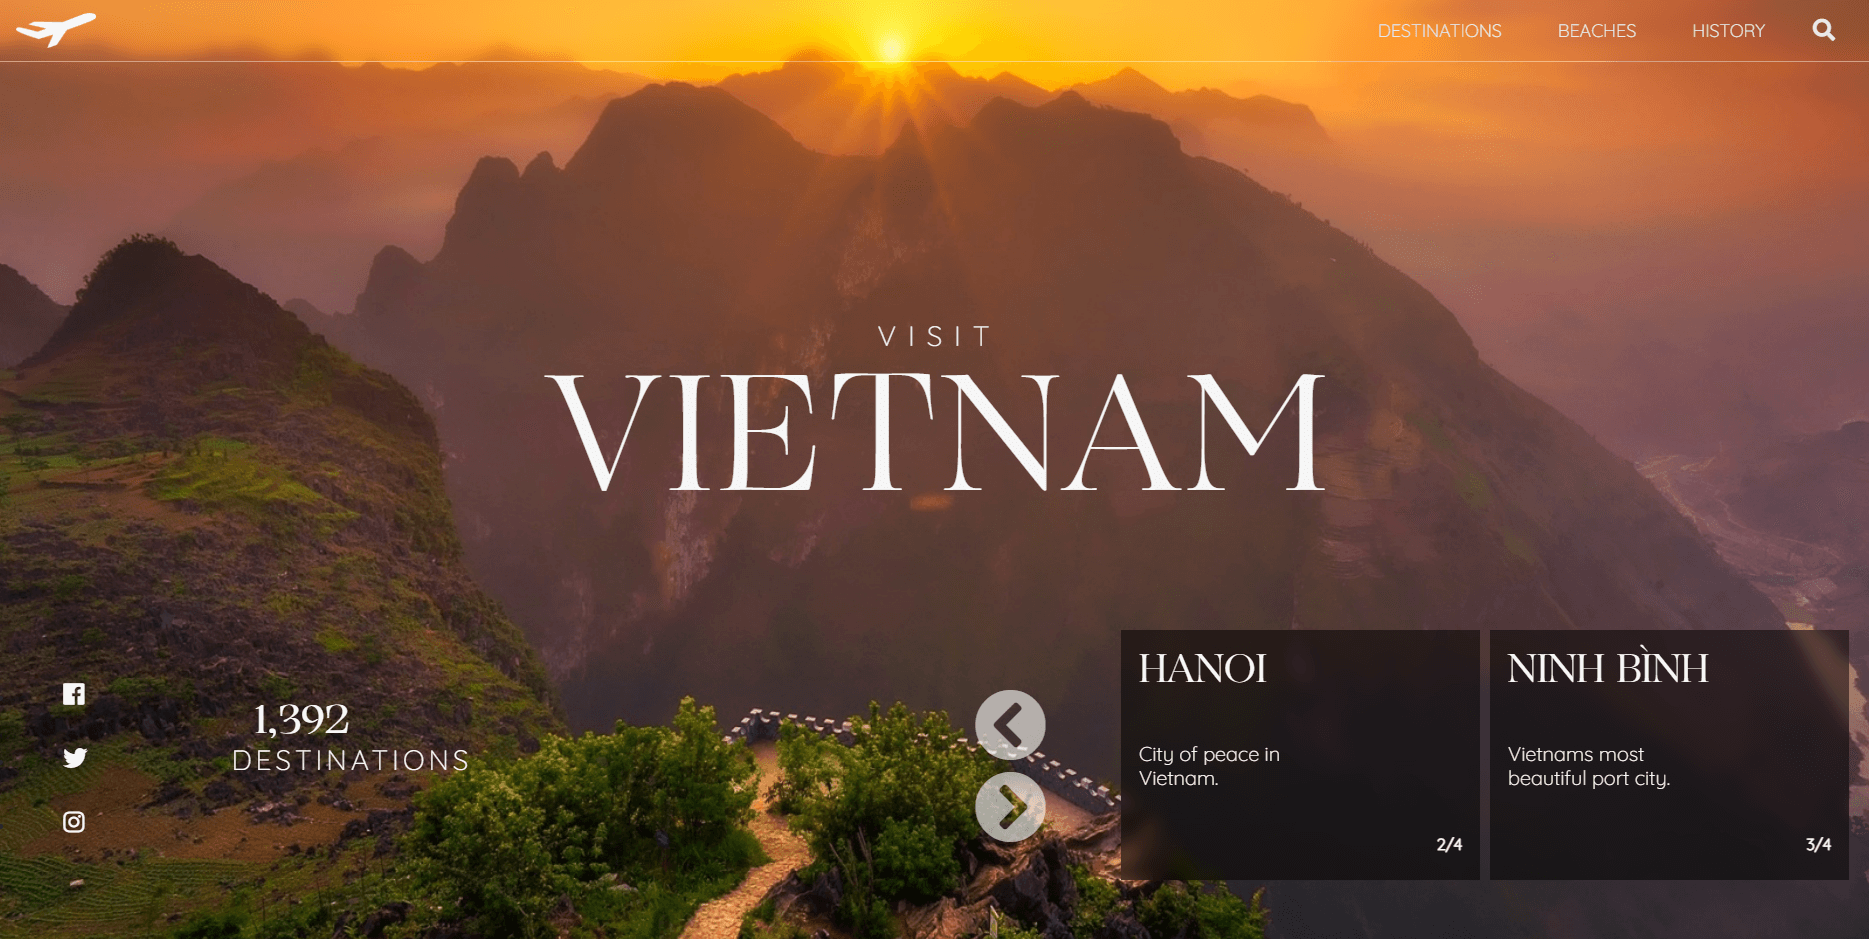 DESTINATIONS
BEACHES
HISTORY
VISIT
VIETNAM
1,392
DESTINATIONS
HANOI
City of peace in
Vietnam.
2/4
NINH BÌNH
Vietnams most
beautiful port city.
3/4